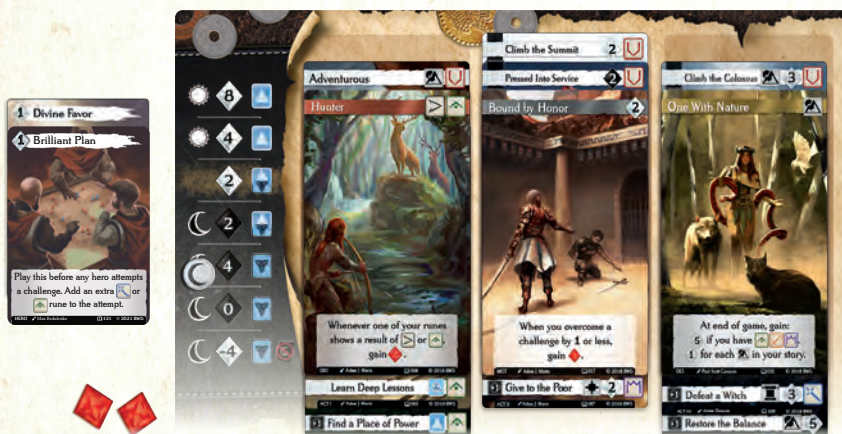 1 Divine Favor
1 Brilliant Plan
Play this before any hero attempts
a challenge. Add an extra or
rune to the attempt.
HERO
8
4
2
2
4
0
-4
Adventurous
Hunter
Whenever one of your runes
shows a result of or
gain
Learn Deep Lessons
Find a Place of Power
Climb the Summit 2
Pressed Into Service 2
Bound by Honor 2
When you overcome a
challenge by 1 or less,
gain
+1 Give to the Poor 2
Climb the Colossus 3
One With Nature
At end of game, gain:
5 if you have
1 for each in your story.
+1 Defeat a Witch 3
+1 Restore the Balance 5